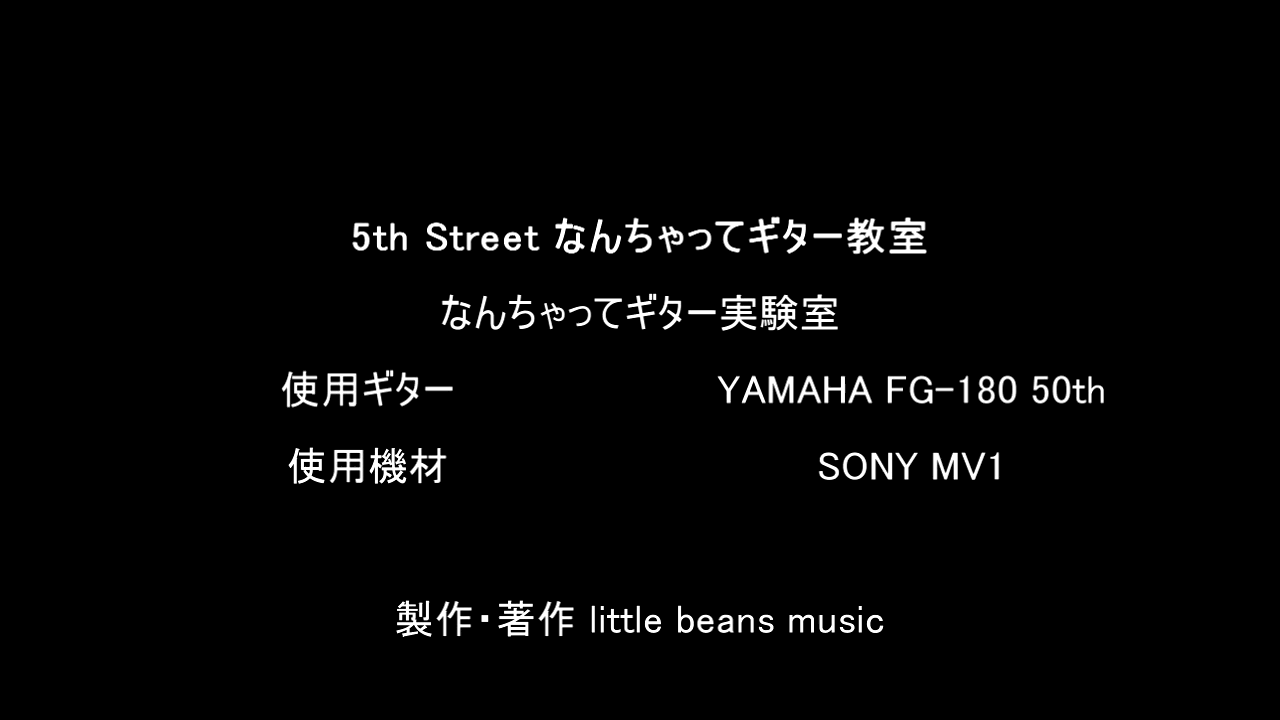 5th Street なんちゃってギター教室
なんちゃってギター実験室
使用ギター YAMAHA FG-180 50th
使用機材 SONY MV1
製作・著作 little beans music